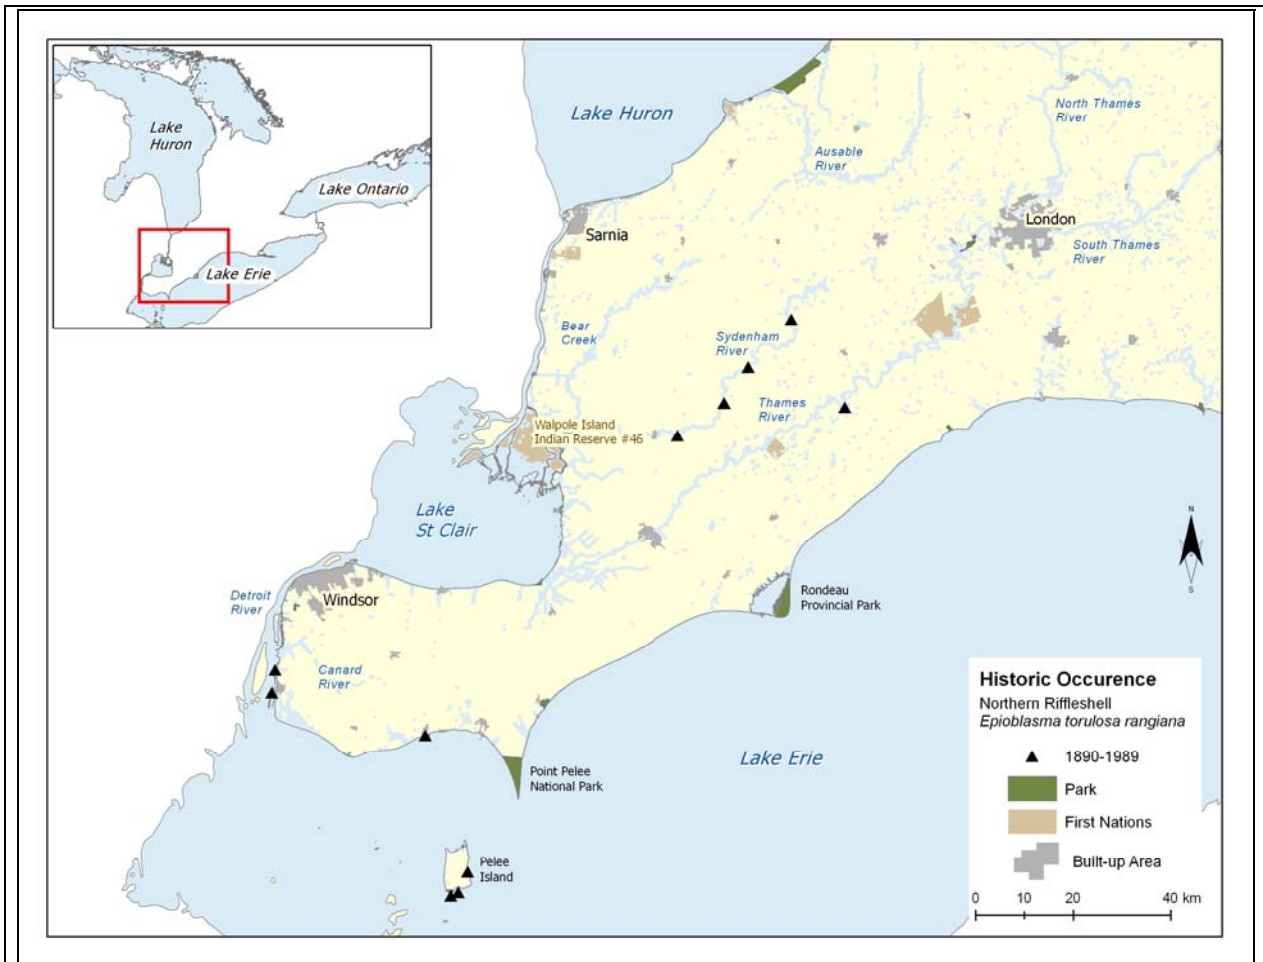 Lake
Huron
Lake Ontario
Lake Erie
Lake Huron
North Thames
River
Ausable
River
London
Sarnia
South Thames
River
Bear
Creek
Sydenham
River
Thames
River
Walpole Island
Indian Reserve #46
Lake
St Clair
N
S
Detroit
River
Windsor
Rondeau
Provincial Park
Canard
River
Lake Erie
Point Pelee
National Park
Pelee
Island
Historic Occurence
Northern Riffleshell
Epioblasma torulosa rangiana
1890-1989
Park
First Nations
Built-up Area
0 10 20 40 km